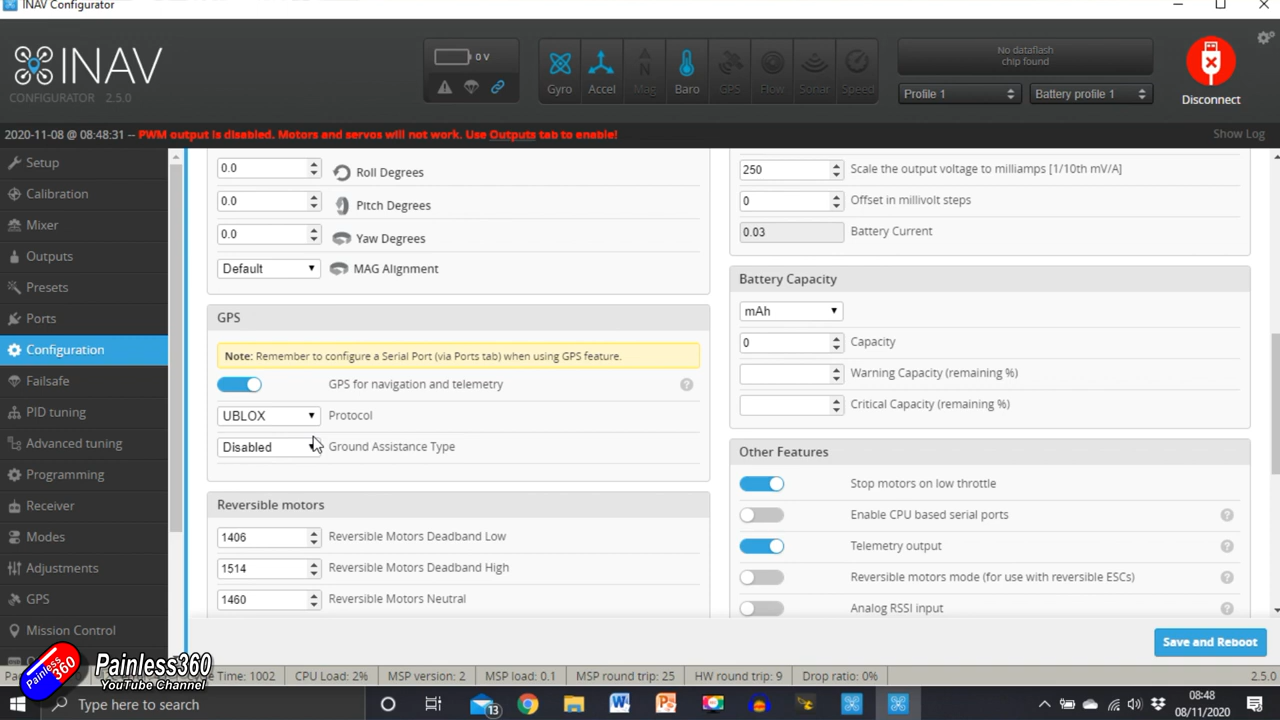 INAV Configurator
INAV
CONFIGURATOR 2.5.0
0 V
Gyro
Accel
Mag
Baro
GPS
Flow
Sonar
Speed
No dataflash
chip found
Profile 1
Battery profile 1
Disconnect
2020-11-08 @ 08:48:31 -- PWM output is disabled. Motors and servos will not work. Use Outputs tab to enable!
Show Log
Setup
Calibration
Mixer
Outputs
Presets
Ports
Configuration
Failsafe
PID tuning
Advanced tuning
Programming
Receiver
Modes
Adjustments
GPS
Mission Control
0.0 Roll Degrees
0.0 Pitch Degrees
0.0 Yaw Degrees
Default MAG Alignment
GPS
Note: Remember to configure a Serial Port (via Ports tab) when using GPS feature.
GPS for navigation and telemetry ?
UBLOX Protocol
Disabled Ground Assistance Type
Reversible motors
1406 Reversible Motors Deadband Low
1514 Reversible Motors Deadband High
1460 Reversible Motors Neutral
250 Scale the output voltage to milliamps [1/10th mV/A]
0 Offset in millivolt steps
0.03 Battery Current
Battery Capacity
mAh
0 Capacity
Warning Capacity (remaining %)
Critical Capacity (remaining %)
Other Features
Stop motors on low throttle
Enable CPU based serial ports ?
Telemetry output ?
Reversible motors mode (for use with reversible ESCs) ?
Analog RSSI input ?
Save and Reboot
Painless 360
Painless360
YouTube Channel
Time: 1002
CPU Load: 2%
MSP version: 2
MSP load: 0.1
MSP round trip: 25
HW round trip: 9
Drop ratio: 0%
2.5.0
Type here to search
13
08:48
08/11/2020